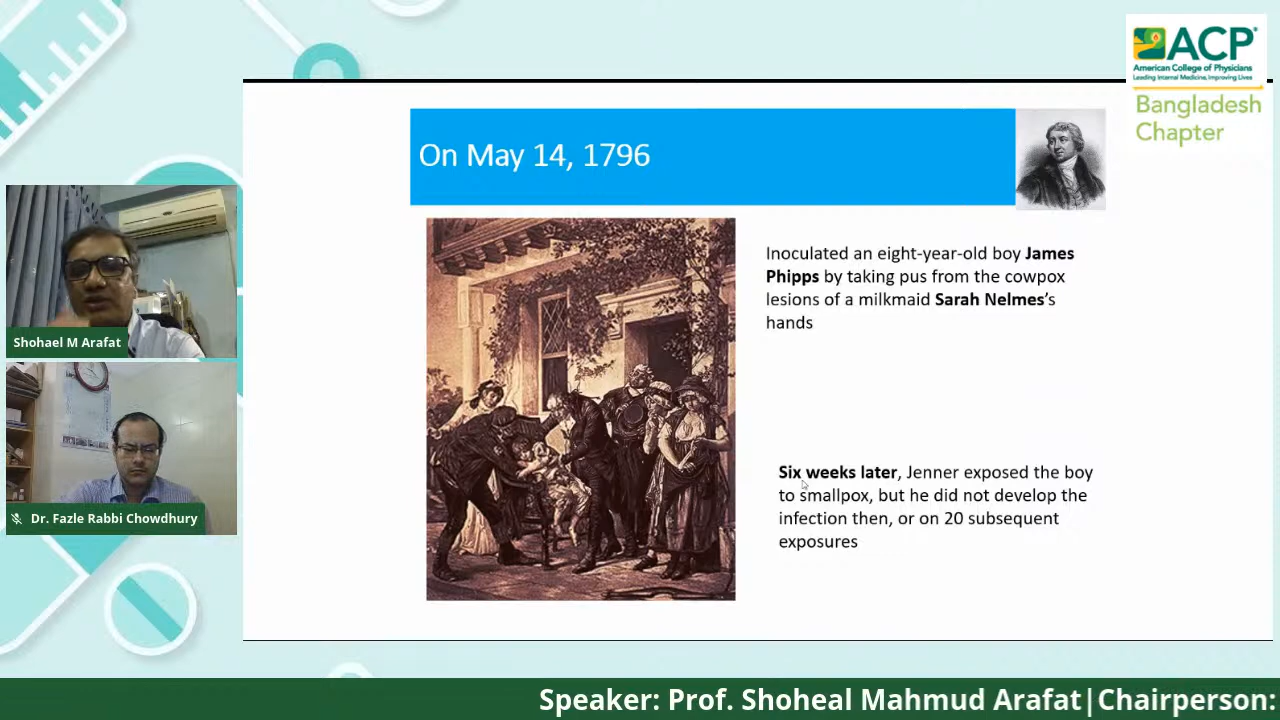 ACP®
American College of Physicians
Leading Internal Medicine, Improving Lives
Bangladesh
Chapter
On May 14, 1796
Inoculated an eight-year-old boy James
Phipps by taking pus from the cowpox
lesions of a milkmaid Sarah Nelmes’s
hands
Six weeks later, Jenner exposed the boy
to smallpox, but he did not develop the
infection then, or on 20 subsequent
exposures
Shohael M Arafat
Dr. Fazle Rabbi Chowdhury
Speaker: Prof. Shoheal Mahmud Arafat|Chairperson: